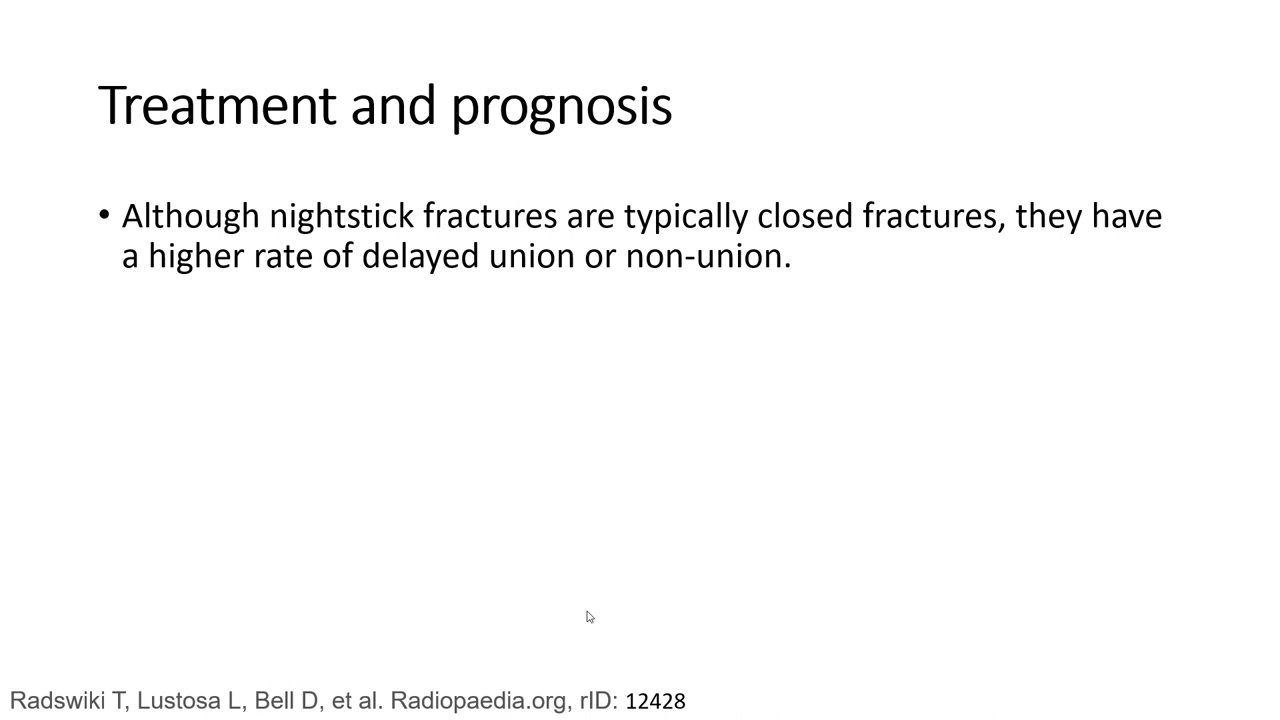 Treatment and prognosis
• Although nightstick fractures are typically closed fractures, they have
a higher rate of delayed union or non-union.
Radswiki T, Lustosa L, Bell D, et al. Radiopaedia.org, rID: 12428